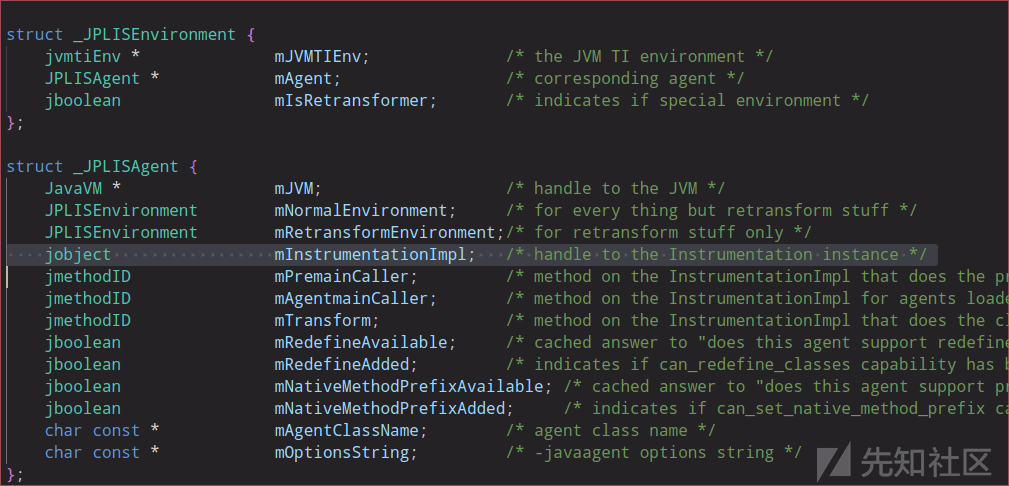 struct _JPLISEnvironment {
jvmtiEnv * mJVMTIEnv; /* the JVM TI environment */
JPLISAgent * mAgent; /* corresponding agent */
jboolean mIsRetransformer; /* indicates if special environment */
};
struct _JPLISAgent {
JavaVM * mJVM; /* handle to the JVM */
JPLISEnvironment mNormalEnvironment; /* for every thing but retransform stuff */
JPLISEnvironment mRetransformEnvironment;/* for retransform stuff only */
jobject mInstrumentationImpl; /* handle to the Instrumentation instance */
jmethodID mPremainCaller; /* method on the InstrumentationImpl that does the
jmethodID mAgentmainCaller; /* method on the InstrumentationImpl for agents
jmethodID mTransform; /* method on the InstrumentationImpl that does the
jboolean mRedefineAvailable; /* cached answer to "does this agent support
jboolean mRedefineAdded; /* indicates if can_redefine_classes capability has
jboolean mNativeMethodPrefixAvailable; /* cached answer to "does this agent support
jboolean mNativeMethodPrefixAdded; /* indicates if can_set_native_method_prefix
char const * mAgentClassName; /* agent class name */
char const * mOptionsString; /* -javaagent options string */
};
先知社区